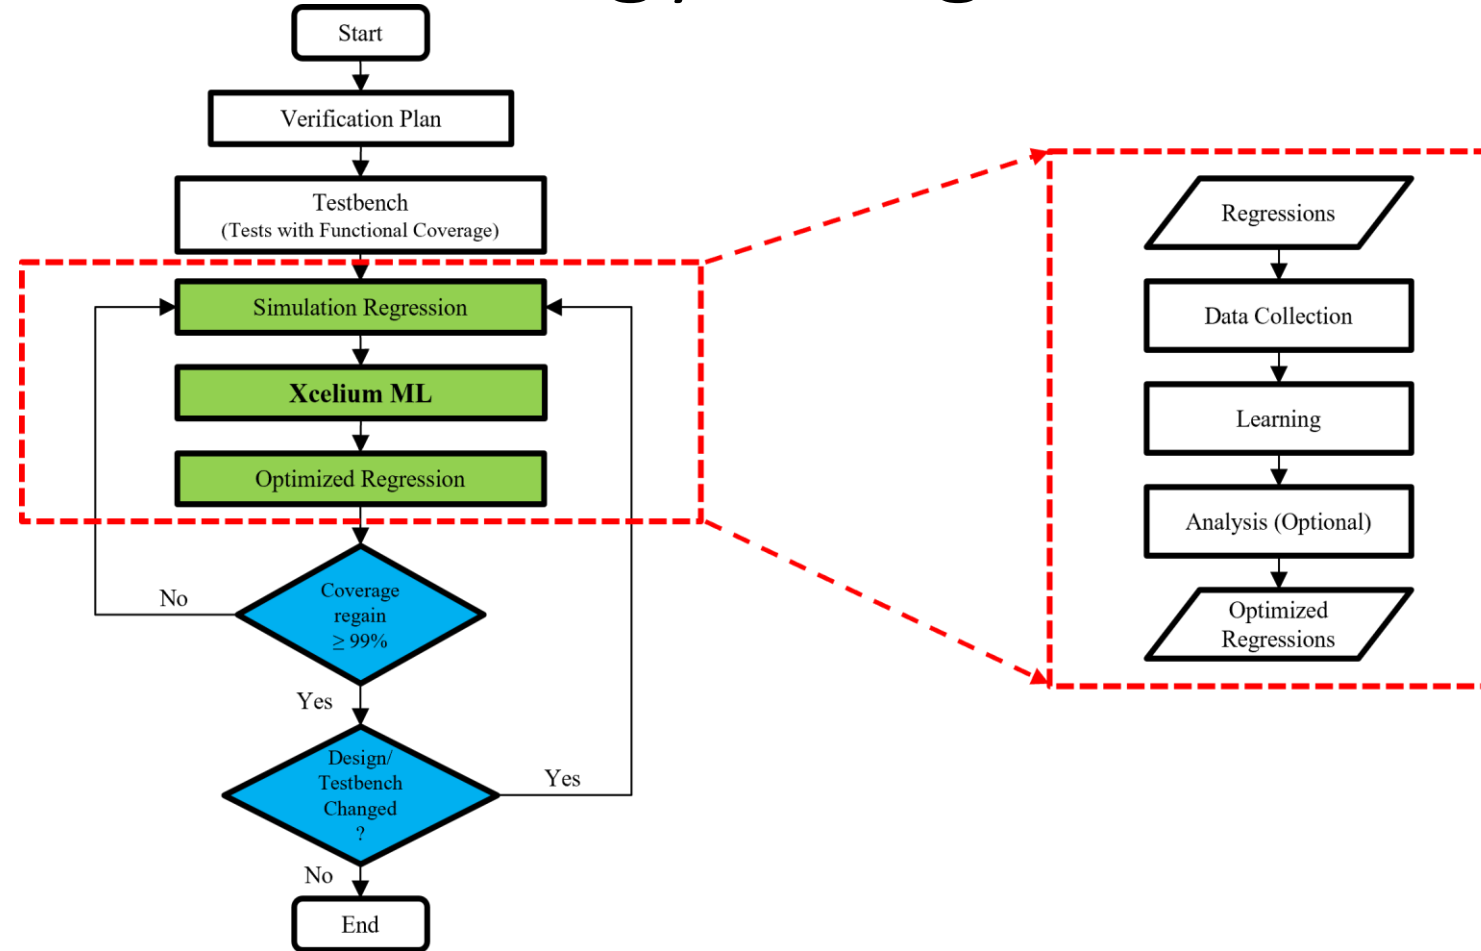 Start
Verification Plan
Testbench
(Tests with Functional Coverage)
Simulation Regression
Xcelium ML
Optimized Regression
Coverage
regain
≥ 99%
No
Yes
Design/
Testbench
Changed
?
Yes
No
End
Regressions
Data Collection
Learning
Analysis (Optional)
Optimized
Regressions